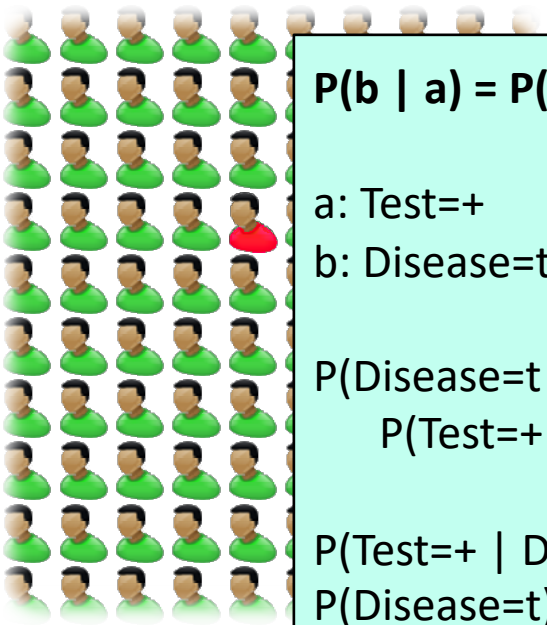 P(b | a) = P(
a: Test=+
b: Disease=t
P(Disease=t
P(Test=+
P(Test=+ | D
P(Disease=t)